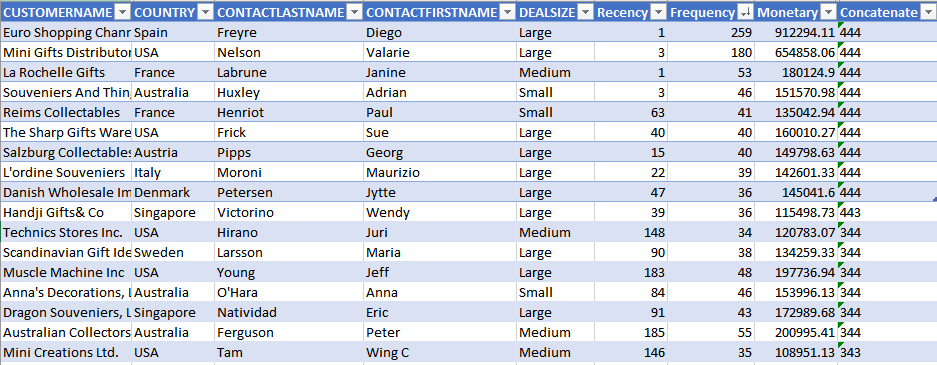 CUSTOMERNAME COUNTRY CONTACTLASTNAME CONTACTFIRSTNAME DEALSIZE Recency Frequency Monetary Concatenate
Euro Shopping Chanr Spain Freyre Diego Large 1 259 912294.11 444
Mini Gifts Distributor USA Nelson Valarie Large 3 180 654858.06 444
La Rochelle Gifts France Labrune Janine Medium 1 53 180124.9 444
Souveniers And Thing Australia Huxley Adrian Small 3 46 151570.98 444
Reims Collectables France Henriot Paul Small 63 41 135042.94 444
The Sharp Gifts Ware USA Frick Sue Large 40 40 160010.27 444
Salzburg Collectables Austria Pipps Georg Large 15 40 149798.63 444
L'ordine Souveniers Italy Moroni Maurizio Large 22 39 142601.33 444
Danish Wholesale Im Denmark Petersen Jytte Large 47 36 145041.6 444
Handji Gifts& Co Singapore Victorino Wendy Large 39 36 115498.73 443
Technics Stores Inc. USA Hirano Juri Medium 148 34 120783.07 344
Scandinavian Gift Ide Sweden Larsson Maria Large 90 38 134259.33 344
Muscle Machine Inc USA Young Jeff Large 183 48 197736.94 344
Anna's Decorations, L Australia O'Hara Anna Small 84 46 153996.13 344
Dragon Souveniers, L Singapore Natividad Eric Large 91 43 172989.68 344
Australian Collectors Australia Ferguson Peter Medium 185 55 200995.41 344
Mini Creations Ltd. USA Tam Wing C Medium 146 35 108951.13 343